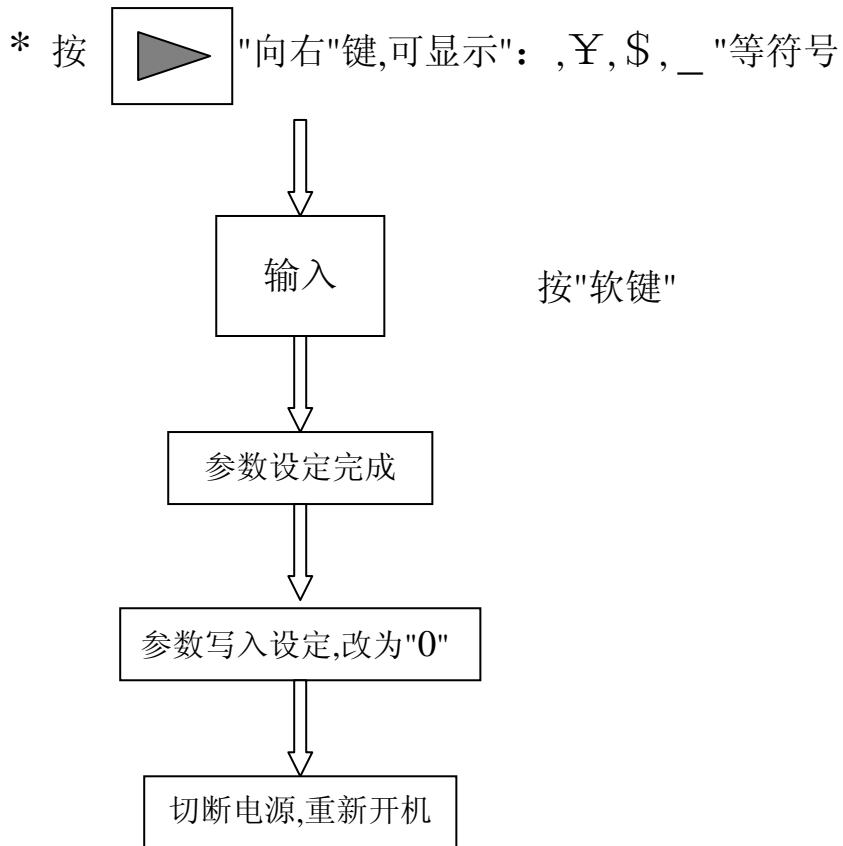 * 按 "向右"键,可显示":,￥,＄,_"等符号
输入
按"软键"
参数设定完成
参数写入设定,改为"0"
切断电源,重新开机